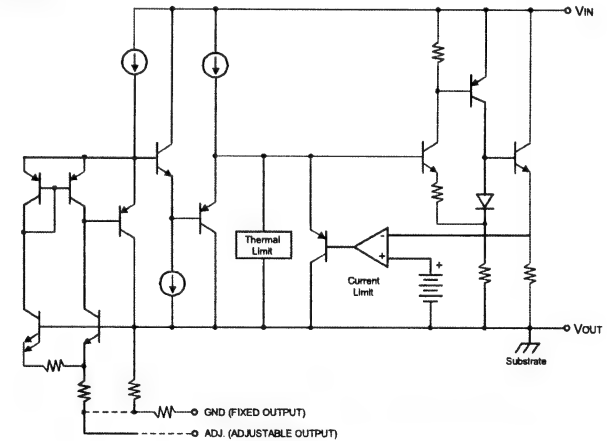 VIN
Thermal
Limit
-
+
+
Current
Limit
VOUT
Substrate
GND (FIXED OUTPUT)
ADJ. (ADJUSTABLE OUTPUT)